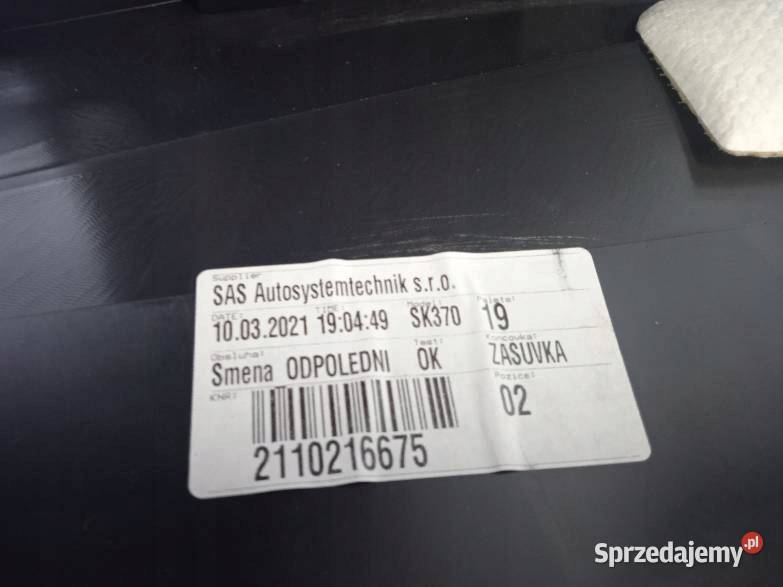 Supplier
SAS Autosystemtechnik s.r.o.
DATE: TIME: Model: Paleta:
10.03.2021 19:04:49 SK370 19
Obsluha: Test: Koncovka:
Smena ODPOLEDNI OK ZASUVKA
KNR: Pozice:
02
2110216675
Sprzedajemy.pl